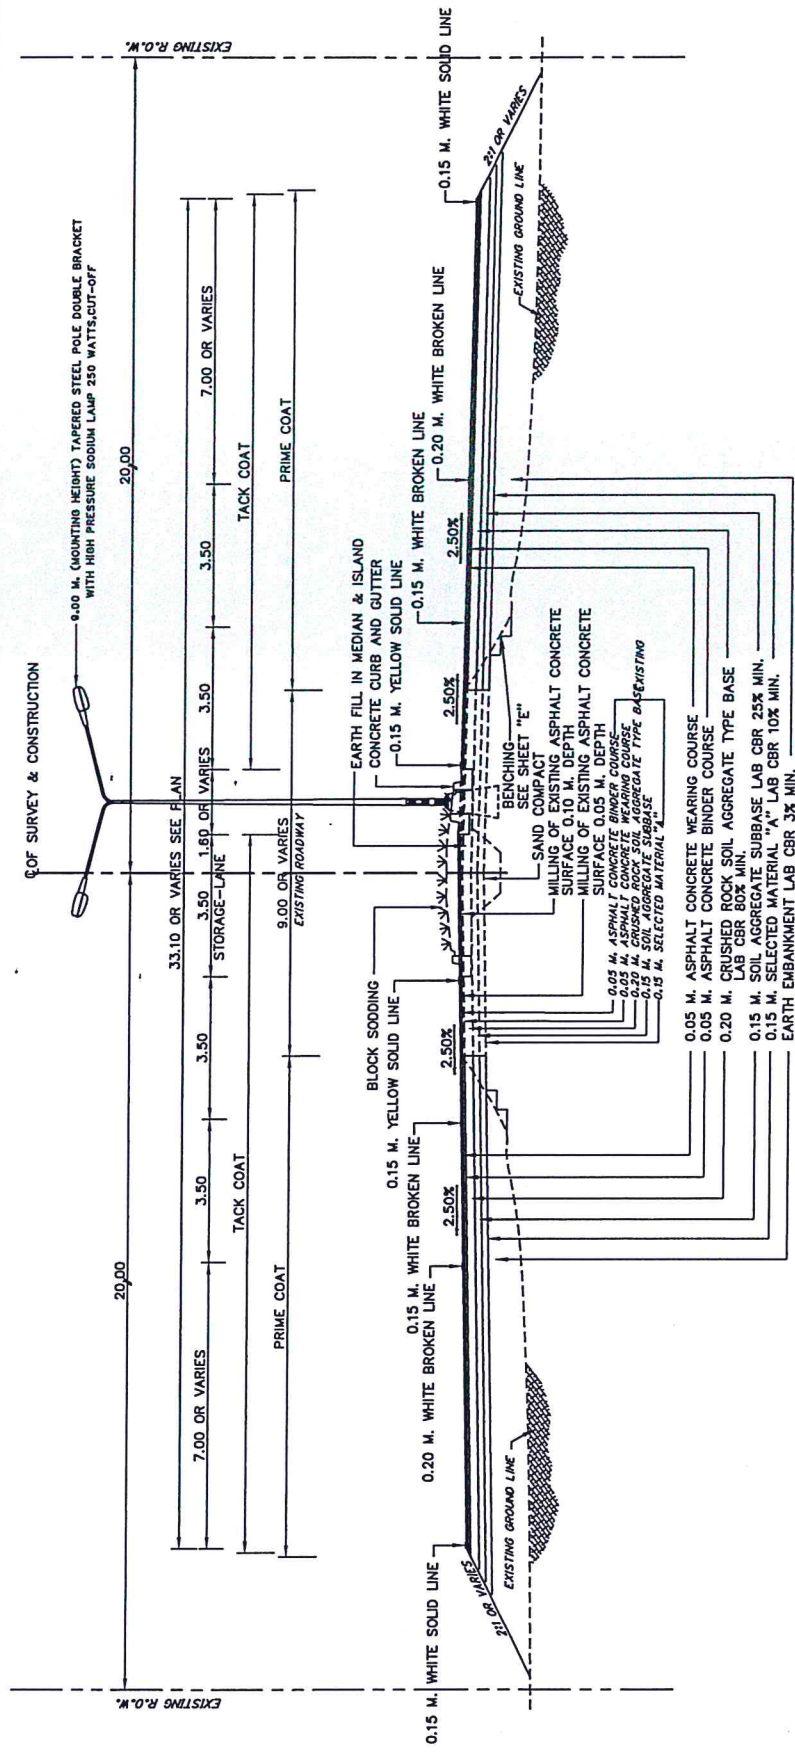 ℄ OF SURVEY & CONSTRUCTION
9.00 M. (MOUNTING HEIGHT) TAPERED STEEL POLE DOUBLE BRACKET
WITH HIGH PRESSURE SODIUM LAMP 250 WATTS,CUT-OFF
EXISTING R.O.W.
EXISTING R.O.W.
20.00
20.00
33.10 OR VARIES SEE PLAN
7.00 OR VARIES
3.50
3.50
3.50
STORAGE-LANE
1.60 OR VARIES
3.50
3.50
7.00 OR VARIES
TACK COAT
TACK COAT
PRIME COAT
9.00 OR VARIES
EXISTING ROADWAY
PRIME COAT
BLOCK SODDING
EARTH FILL IN MEDIAN & ISLAND
CONCRETE CURB AND GUTTER
0.15 M. YELLOW SOLID LINE
0.15 M. YELLOW SOLID LINE
0.15 M. WHITE SOLID LINE
0.20 M. WHITE BROKEN LINE
0.15 M. WHITE BROKEN LINE
0.15 M. WHITE BROKEN LINE
0.20 M. WHITE BROKEN LINE
0.15 M. WHITE SOLID LINE
2.50%
2.50%
2.50%
2.50%
2:1 OR VARIES
2:1 OR VARIES
EXISTING GROUND LINE
EXISTING GROUND LINE
BENCHING
SEE SHEET "E"
SAND COMPACT
MILLING OF EXISTING ASPHALT CONCRETE
SURFACE 0.10 M. DEPTH
MILLING OF EXISTING ASPHALT CONCRETE
SURFACE 0.05 M. DEPTH
0.05 M. ASPHALT CONCRETE BINDER COURSE
0.05 M. ASPHALT CONCRETE WEARING COURSE
0.20 M. CRUSHED ROCK SOIL AGGREGATE TYPE BASE
EXISTING
0.15 M. SOIL AGGREGATE SUBBASE
0.15 M. SELECTED MATERIAL "A"
0.05 M. ASPHALT CONCRETE WEARING COURSE
0.05 M. ASPHALT CONCRETE BINDER COURSE
0.20 M. CRUSHED ROCK SOIL AGGREGATE TYPE BASE
LAB CBR 80% MIN.
0.15 M. SOIL AGGREGATE SUBBASE LAB CBR 25% MIN.
0.15 M. SELECTED MATERIAL "A" LAB CBR 10% MIN.
EARTH EMBANKMENT LAB CBR 3% MIN.